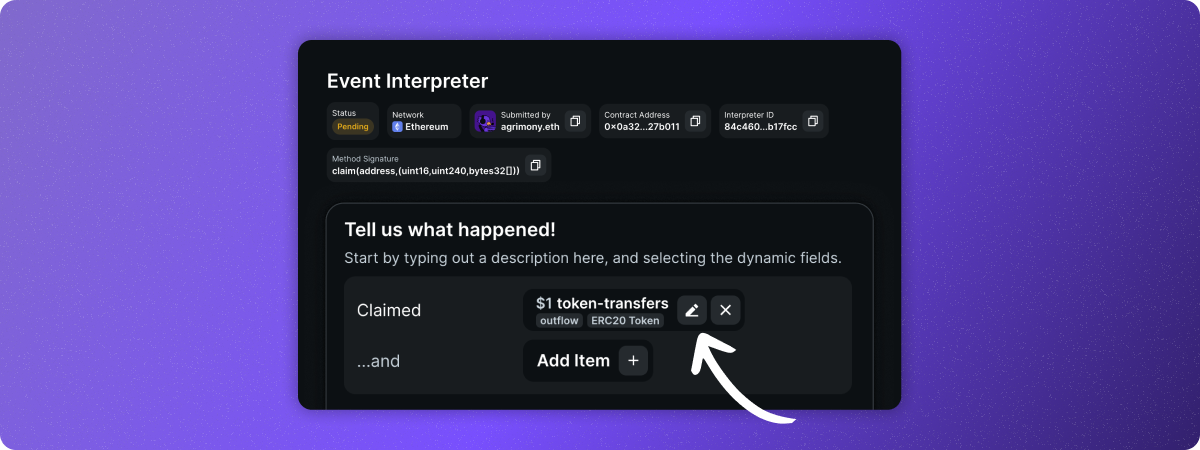 Event Interpreter
Status
Pending
Network
Ethereum
Submitted by
agrimony.eth
Contract Address
0x0a32...27b011
Interpreter ID
84c460...b17fcc
Method Signature
claim(address,(uint16,uint240,bytes32[]))
Tell us what happened!
Start by typing out a description here, and selecting the dynamic fields.
Claimed
$1 token-transfers
outflow ERC20 Token
...and
Add Item +